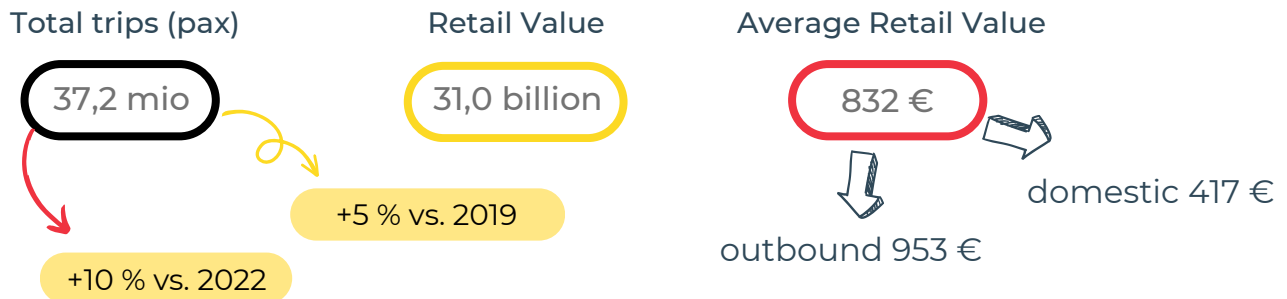 Total trips (pax)
Retail Value
Average Retail Value
37,2 mio
31,0 billion
832 €
domestic 417 €
+5 % vs. 2019
outbound 953 €
+10 % vs. 2022